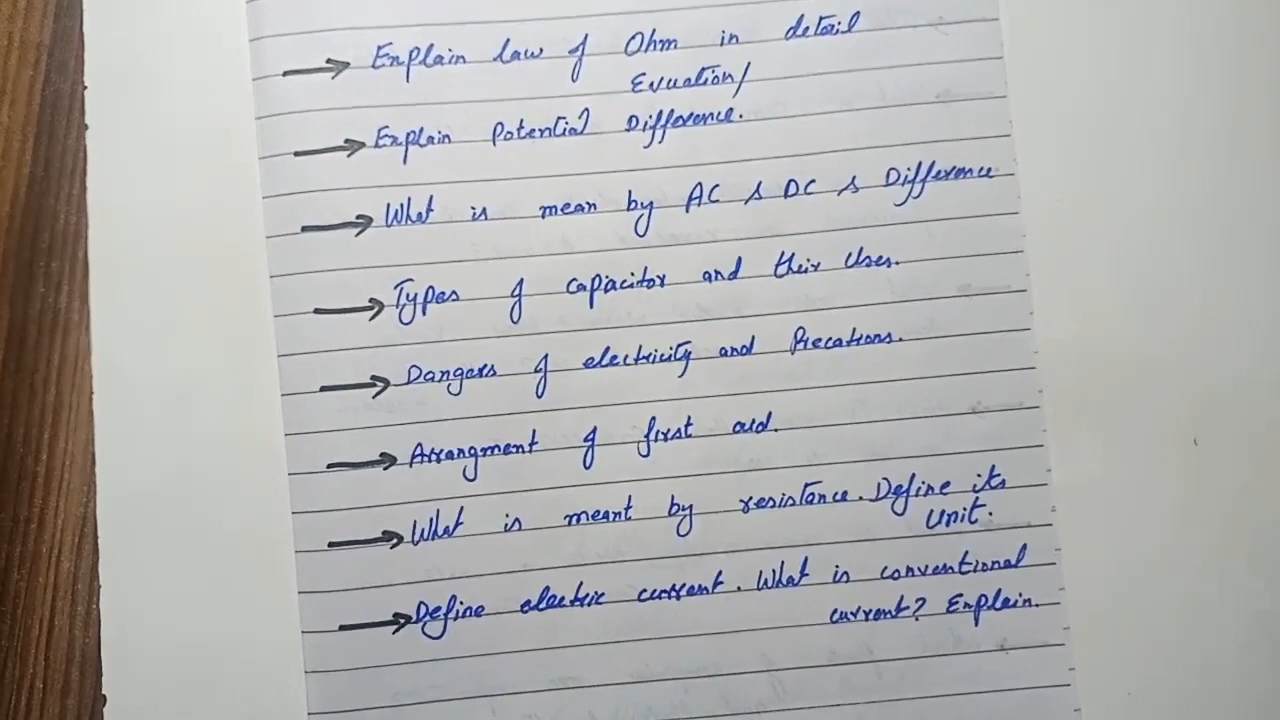 → Explain law of Ohm in detail
Evuation/
→ Explain Potential Difference.
→ What is mean by AC & DC & Difference
→ Types of capacitor and their Uses.
→ Dangers of electricity and Precations.
→ Arrangment of first aid.
→ What is meant by resistance. Define its
Unit.
→ Define electric current. What is conventional
current? Explain.